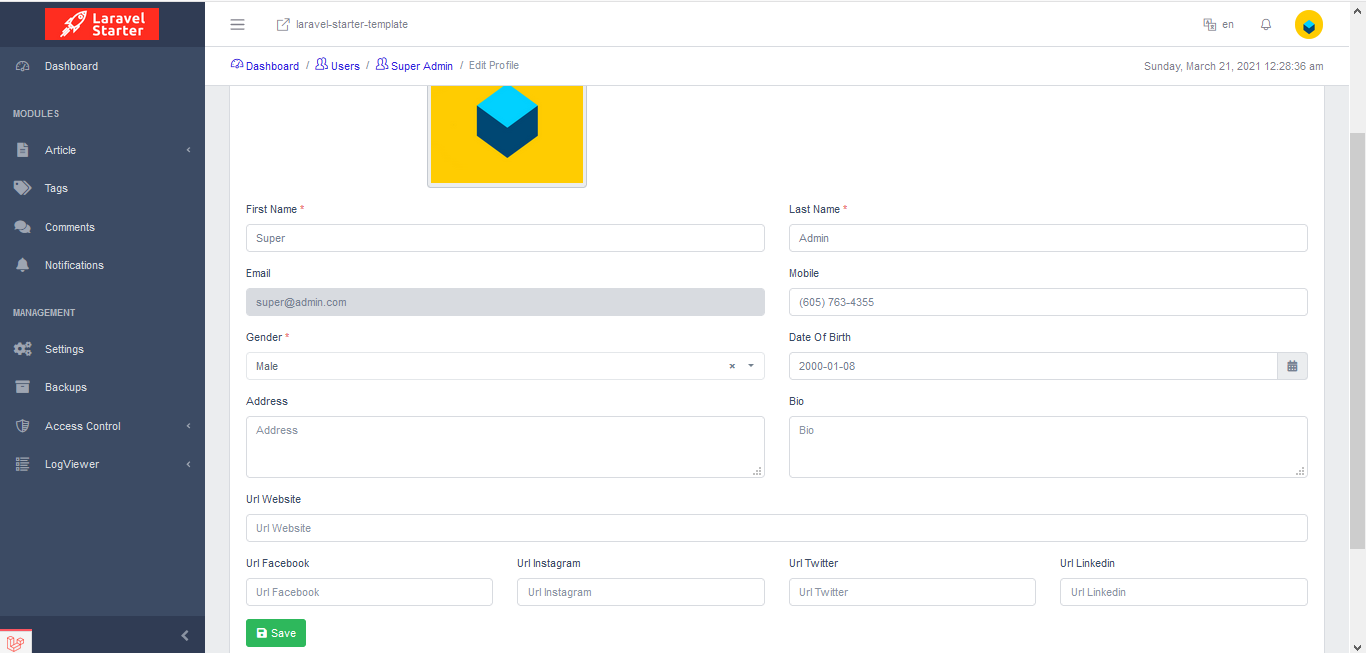 Laravel
Starter
laravel-starter-template
en
Dashboard
Dashboard / Users / Super Admin / Edit Profile
Sunday, March 21, 2021 12:28:36 am
MODULES
Article
Tags
Comments
Notifications
MANAGEMENT
Settings
Backups
Access Control
LogViewer
First Name *
Last Name *
Super
Admin
Email
Mobile
super@admin.com
(605) 763-4355
Gender *
Date Of Birth
Male
2000-01-08
Address
Bio
Address
Bio
Url Website
Url Website
Url Facebook
Url Instagram
Url Twitter
Url Linkedin
Url Facebook
Url Instagram
Url Twitter
Url Linkedin
Save